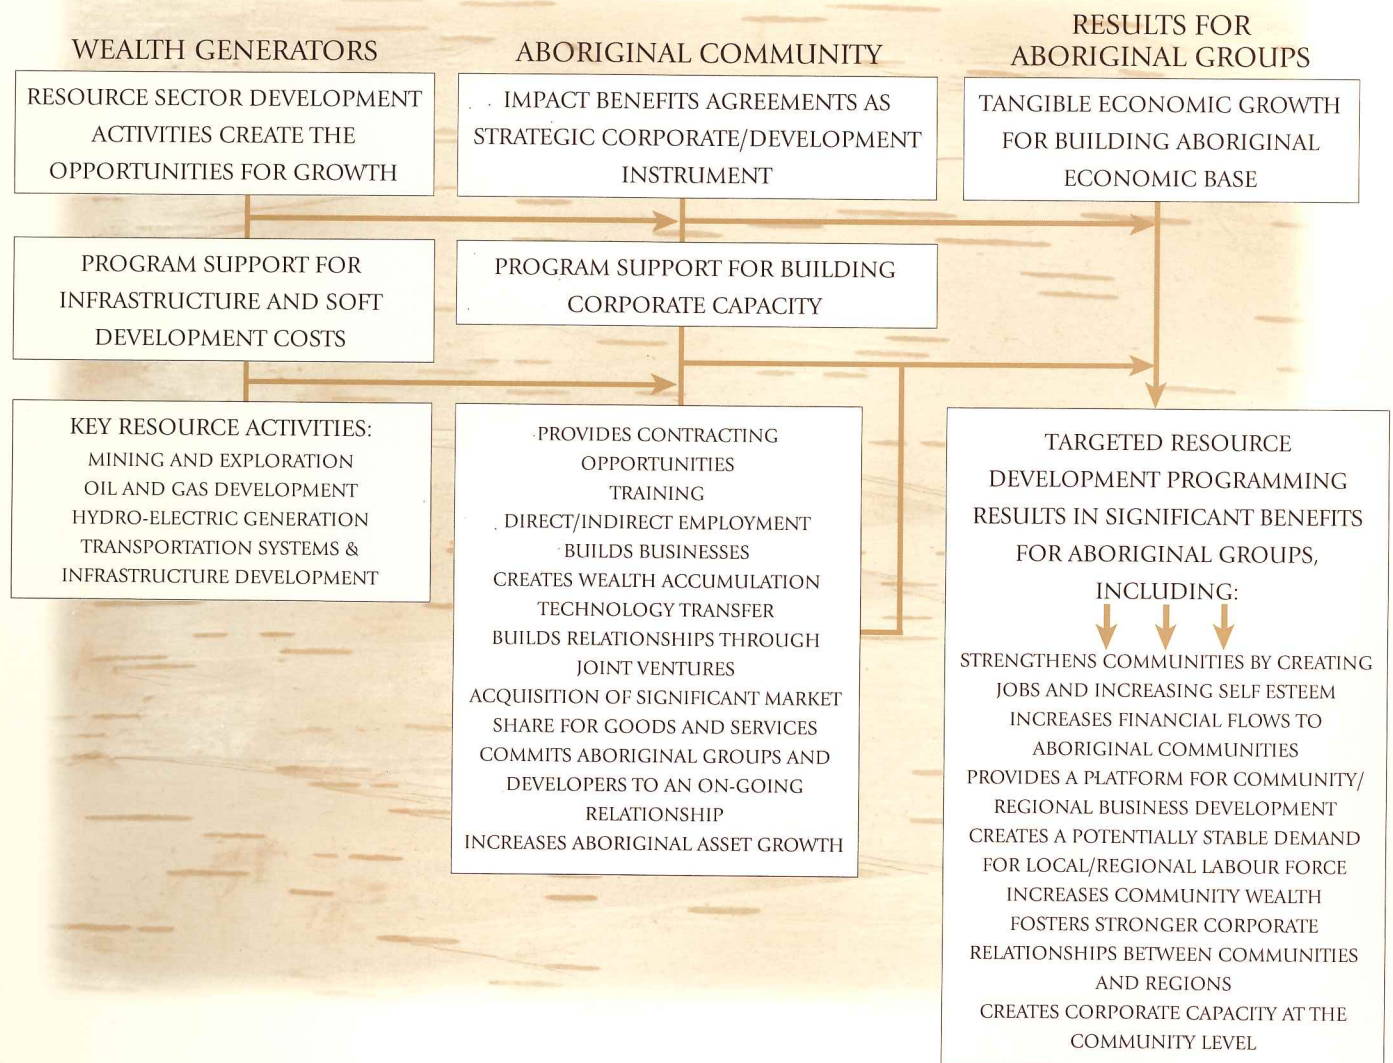 WEALTH GENERATORS
RESOURCE SECTOR DEVELOPMENT
ACTIVITIES CREATE THE
OPPORTUNITIES FOR GROWTH
PROGRAM SUPPORT FOR
INFRASTRUCTURE AND SOFT
DEVELOPMENT COSTS
KEY RESOURCE ACTIVITIES:
MINING AND EXPLORATION
OIL AND GAS DEVELOPMENT
HYDRO-ELECTRIC GENERATION
TRANSPORTATION SYSTEMS &
INFRASTRUCTURE DEVELOPMENT
ABORIGINAL COMMUNITY
IMPACT BENEFITS AGREEMENTS AS
STRATEGIC CORPORATE/DEVELOPMENT
INSTRUMENT
PROGRAM SUPPORT FOR BUILDING
CORPORATE CAPACITY
PROVIDES CONTRACTING
OPPORTUNITIES
TRAINING
DIRECT/INDIRECT EMPLOYMENT
BUILDS BUSINESSES
CREATES WEALTH ACCUMULATION
TECHNOLOGY TRANSFER
BUILDS RELATIONSHIPS THROUGH
JOINT VENTURES
ACQUISITION OF SIGNIFICANT MARKET
SHARE FOR GOODS AND SERVICES
COMMITS ABORIGINAL GROUPS AND
DEVELOPERS TO AN ON-GOING
RELATIONSHIP
INCREASES ABORIGINAL ASSET GROWTH
RESULTS FOR
ABORIGINAL GROUPS
TANGIBLE ECONOMIC GROWTH
FOR BUILDING ABORIGINAL
ECONOMIC BASE
TARGETED RESOURCE
DEVELOPMENT PROGRAMMING
RESULTS IN SIGNIFICANT BENEFITS
FOR ABORIGINAL GROUPS,
INCLUDING:
STRENGTHENS COMMUNITIES BY CREATING
JOBS AND INCREASING SELF ESTEEM
INCREASES FINANCIAL FLOWS TO
ABORIGINAL COMMUNITIES
PROVIDES A PLATFORM FOR COMMUNITY/
REGIONAL BUSINESS DEVELOPMENT
CREATES A POTENTIALLY STABLE DEMAND
FOR LOCAL/REGIONAL LABOUR FORCE
INCREASES COMMUNITY WEALTH
FOSTERS STRONGER CORPORATE
RELATIONSHIPS BETWEEN COMMUNITIES
AND REGIONS
CREATES CORPORATE CAPACITY AT THE
COMMUNITY LEVEL